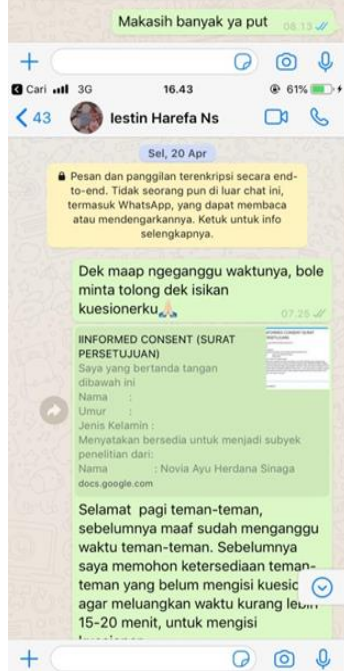 Makasih banyak ya put 08.13
Cari 3G 16.43 61%
43 Iestin Harefa Ns
Sel, 20 Apr
Pesan dan panggilan terenkripsi secara end-
to-end. Tidak seorang pun di luar chat ini,
termasuk WhatsApp, yang dapat membaca
atau mendengarkannya. Ketuk untuk info
selengkapnya.
Dek maap ngeganggu waktunya, bole
minta tolong dek isikan
kuesionerku🙏 07.25
IINFORMED CONSENT (SURAT
PERSETUJUAN)
Saya yang bertanda tangan
dibawah ini
Nama :
Umur :
Jenis Kelamin :
Menyatakan bersedia untuk menjadi subyek
penelitian dari:
Nama : Novia Ayu Herdana Sinaga
docs.google.com
Selamat pagi teman-teman,
sebelumnya maaf sudah menganggu
waktu teman-teman. Sebelumnya
saya memohon ketersediaan teman-
teman yang belum mengisi
agar meluangkan waktu kurang lebih
15-20 menit, untuk mengisi